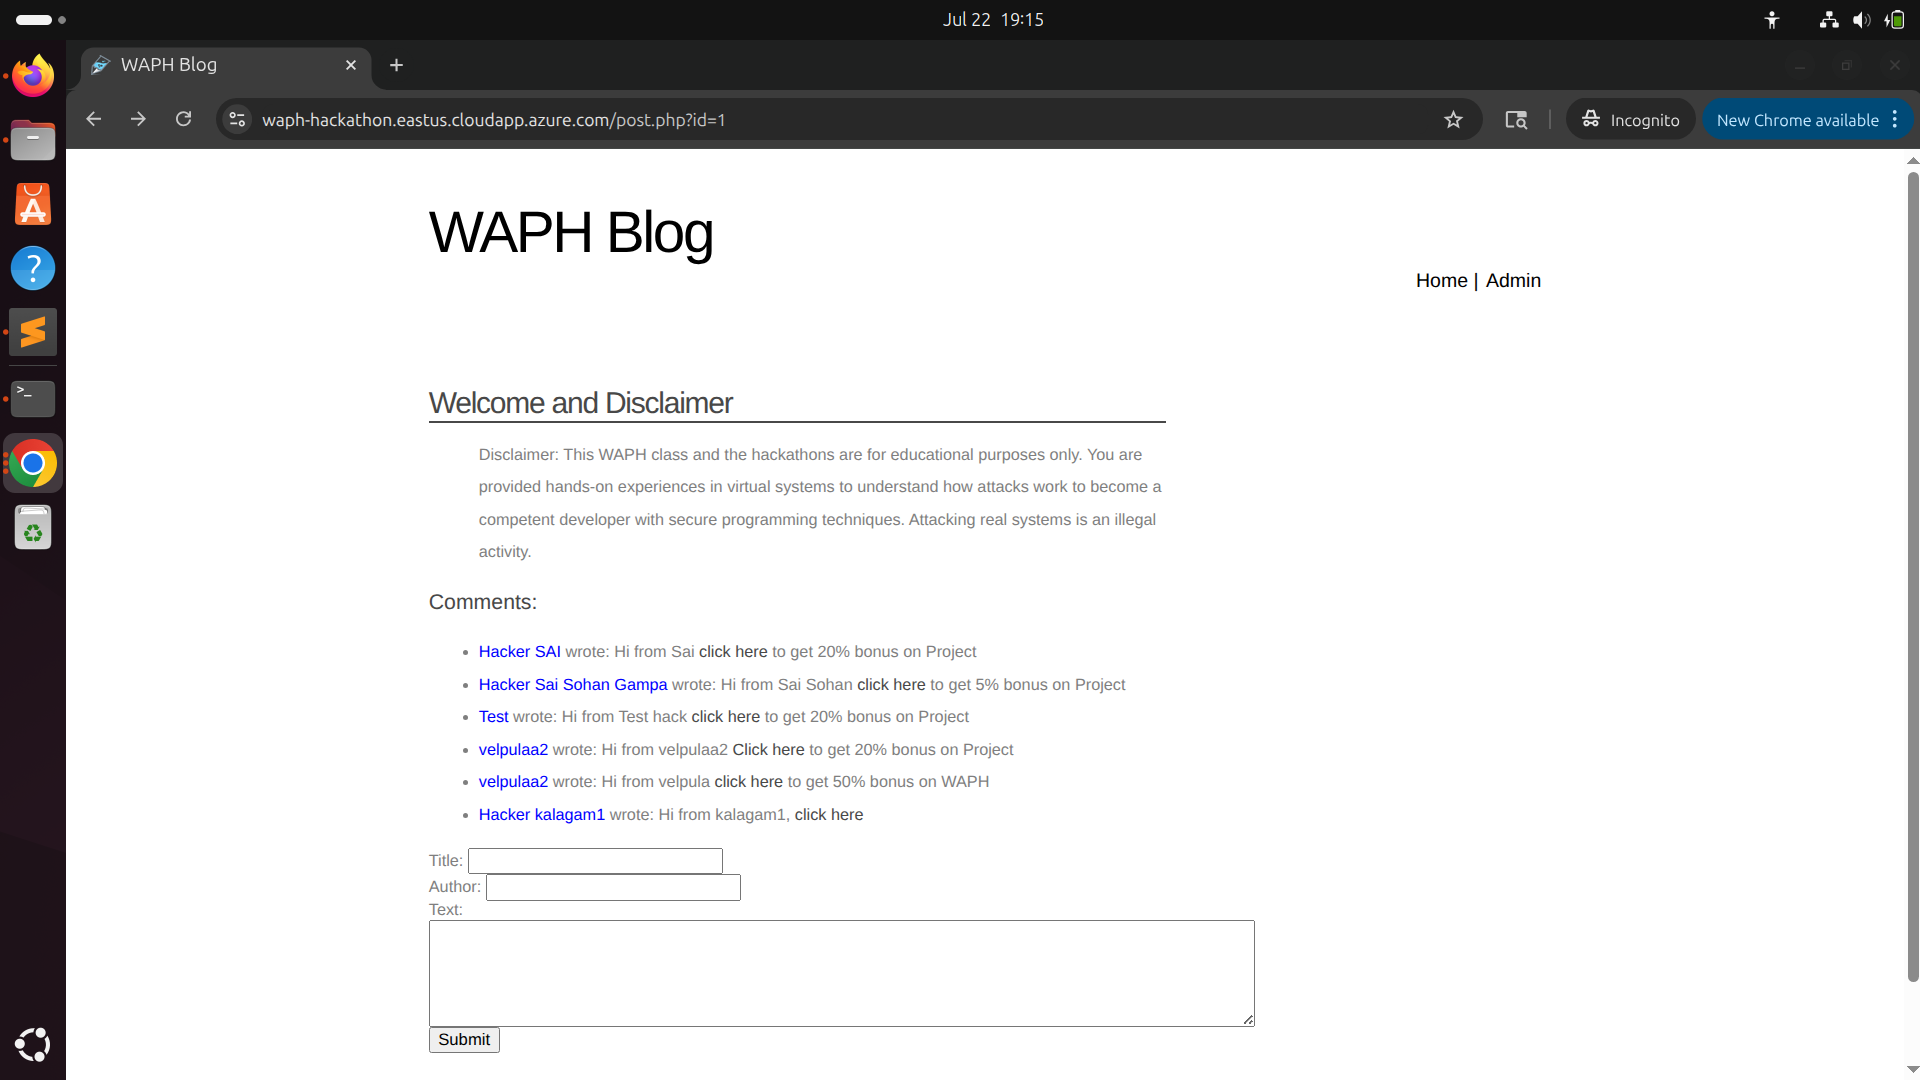 Jul 22 19:15
WAPH Blog
waph-hackathon.eastus.cloudapp.azure.com/post.php?id=1
Incognito
New Chrome available
WAPH Blog
Home | Admin
Welcome and Disclaimer
Disclaimer: This WAPH class and the hackathons are for educational purposes only. You are
provided hands-on experiences in virtual systems to understand how attacks work to become a
competent developer with secure programming techniques. Attacking real systems is an illegal
activity.
Comments:
Hacker SAI wrote: Hi from Sai click here to get 20% bonus on Project
Hacker Sai Sohan Gampa wrote: Hi from Sai Sohan click here to get 5% bonus on Project
Test wrote: Hi from Test hack click here to get 20% bonus on Project
velpulaa2 wrote: Hi from velpulaa2 Click here to get 20% bonus on Project
velpulaa2 wrote: Hi from velpula click here to get 50% bonus on WAPH
Hacker kalagam1 wrote: Hi from kalagam1, click here
Title:
Author:
Text:
Submit